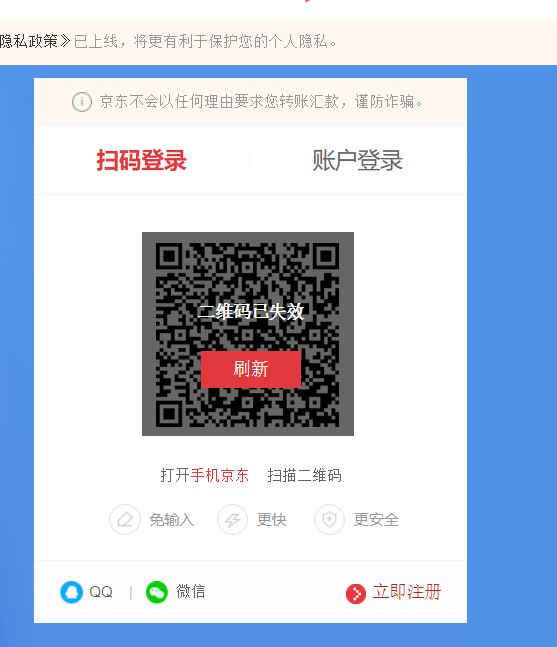 隐私政策》已上线，将更有利于保护您的个人隐私。
京东不会以任何理由要求您转账汇款，谨防诈骗。
扫码登录 账户登录
二维码已失效
刷新
打开手机京东 扫描二维码
免输入 更快 更安全
QQ | 微信 立即注册